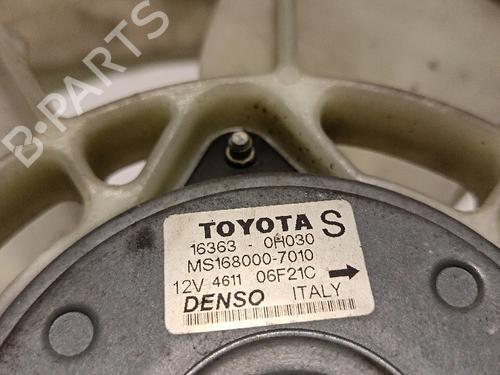 B-PARTS
TOYOTA S
16363 - 0H030
MS168000-7010
12V 4611 06F21C
DENSO ITALY